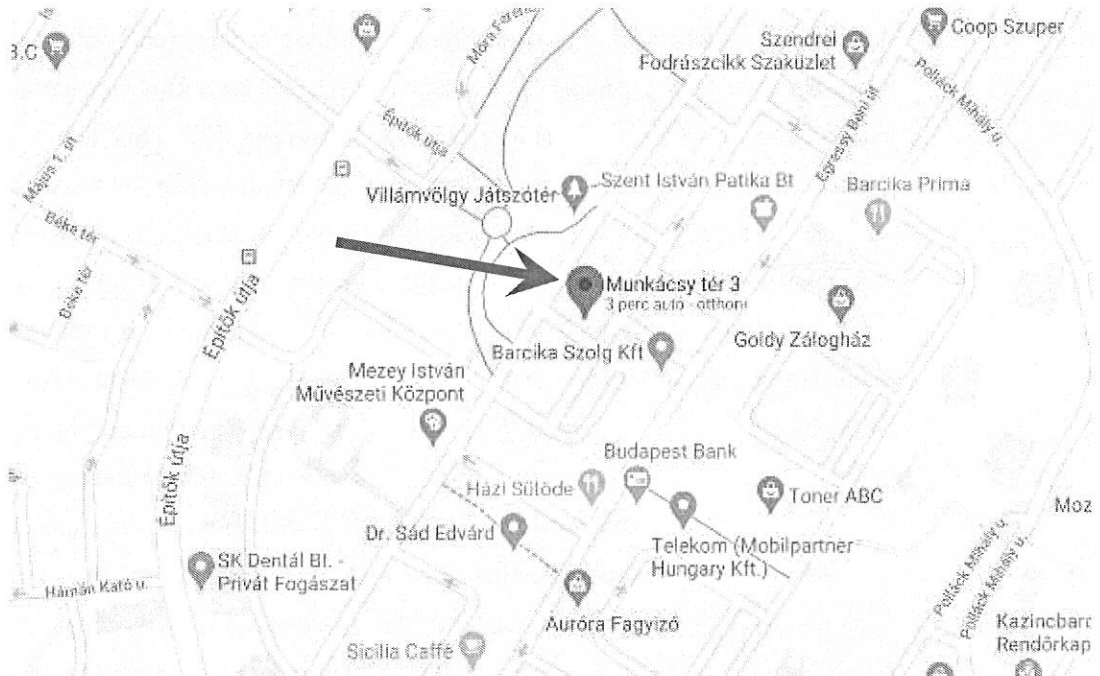 B.C
Coop Szuper
Szendrei
Fodrászcikk Szaküzlet
Móra Ferenc
Pollack Mihály u.
Egressy Béni út
Építők útja
Május 1. út
Villámvölgy Játszótér
Szent István Patika Bt
Barcika Prima
Béke tér
Béke tér
Építők útja
Munkácsy tér 3
3 perc autó - otthoni
Goldy Zálogház
Barcika Szolg Kft
Mezey István
Művészeti Központ
Építők útja
Budapest Bank
Házi Sütöde
Toner ABC
Moz
Dr. Sád Edvárd
Telekom (Mobilpartner
Hungary Kft.)
SK Dentál Bt. -
Privát Fogászat
Hámán Kató u.
Pollack Mihály u.
Pollack Mihály u.
Auróra Fagyizó
Kazincbarc
Rendőrkap
Sicilia Caffé